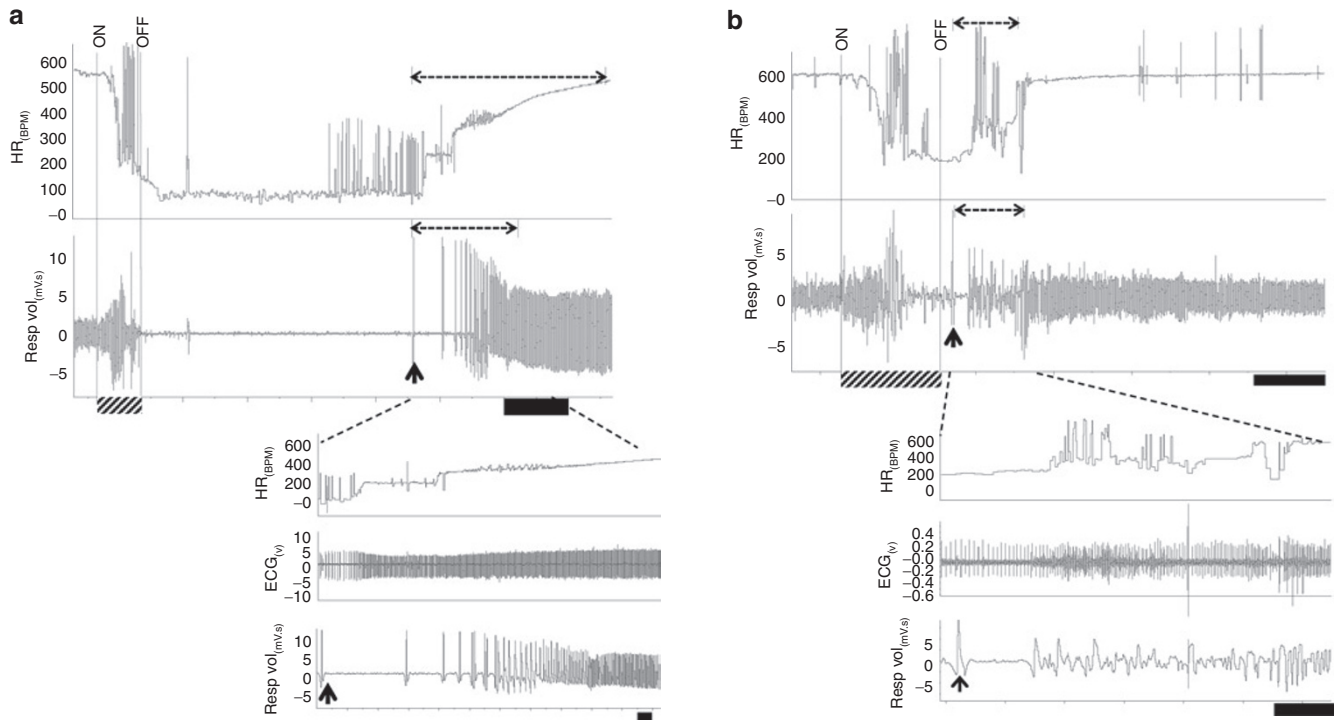 a
ON
OFF
HR(BPM)
600
500
400
300
200
100
–0
Resp vol(mV.s)
10
5
0
–5
HR(BPM)
600
400
200
–0
ECG(v)
10
5
0
–5
–10
Resp vol(mV.s)
10
5
0
–5
b
ON
OFF
HR(BPM)
600
400
200
–0
Resp vol(mV.s)
5
0
–5
HR(BPM)
600
400
200
0
ECG(v)
0.4
0.2
–0.0
–0.2
–0.4
–0.6
Resp vol(mV.s)
5
0
–5